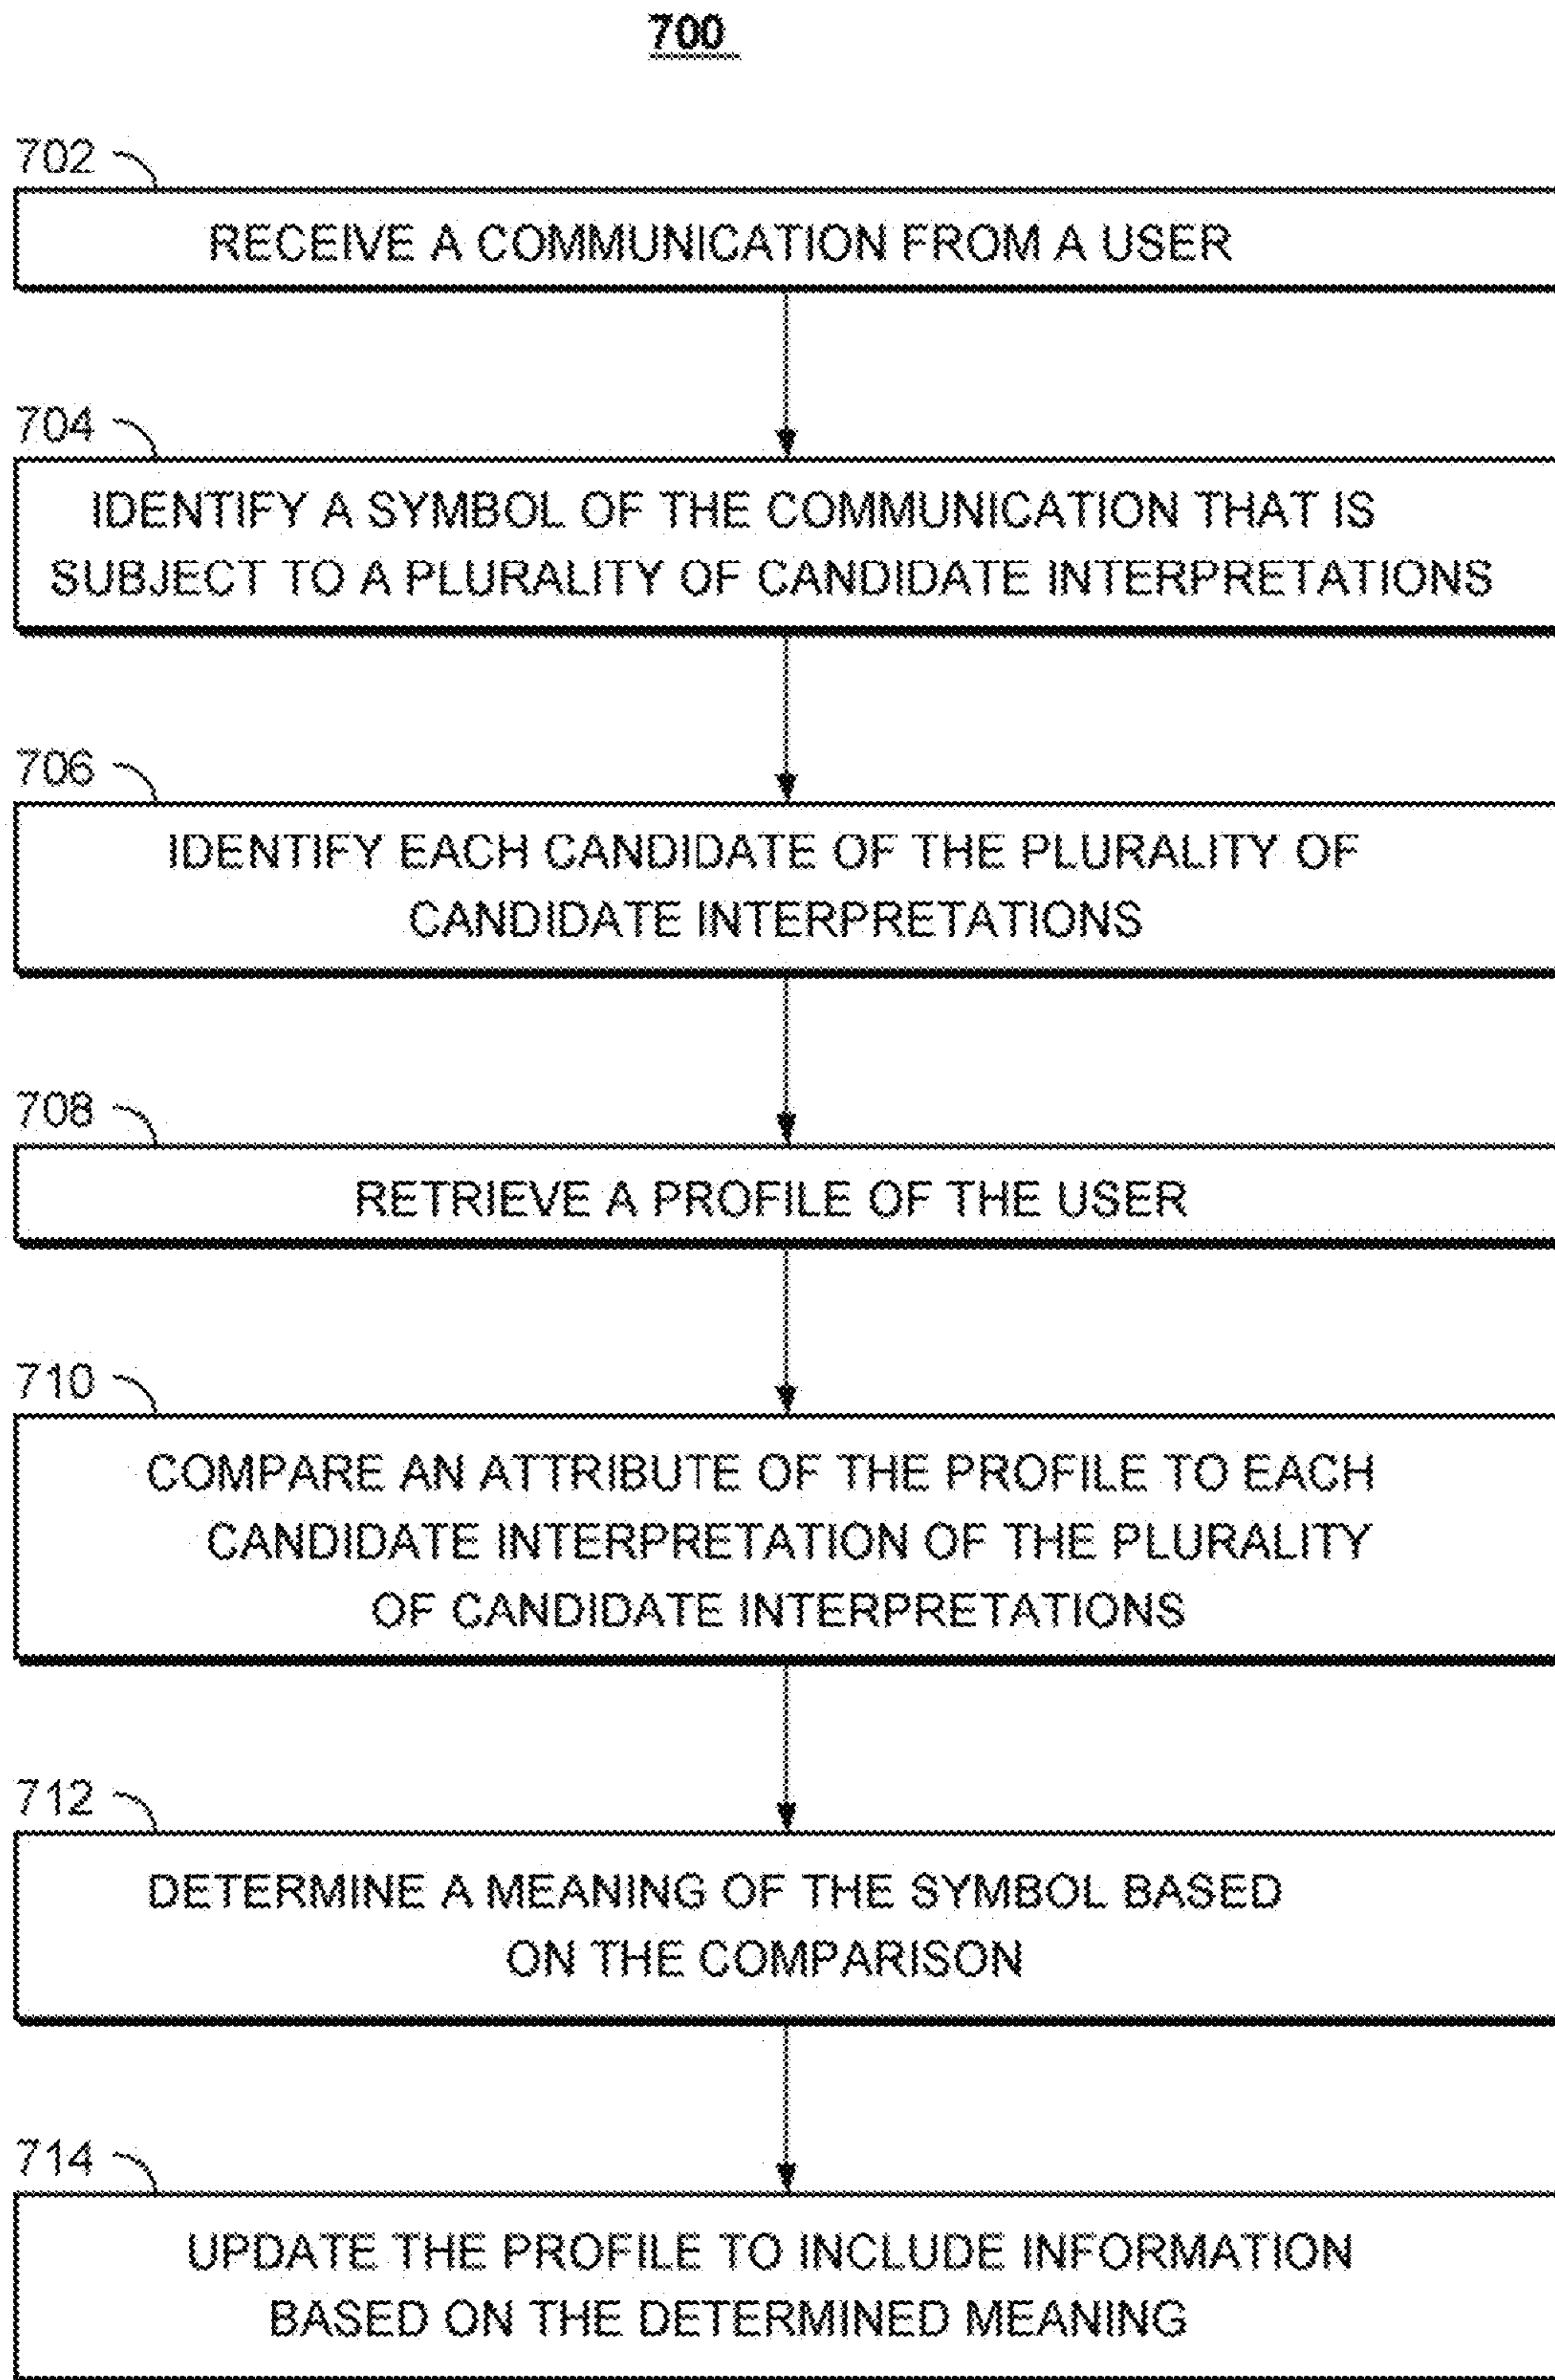 700
702
RECEIVE A COMMUNICATION FROM A USER
704
IDENTIFY A SYMBOL OF THE COMMUNICATION THAT IS
SUBJECT TO A PLURALITY OF CANDIDATE INTERPRETATIONS
706
IDENTIFY EACH CANDIDATE OF THE PLURALITY OF
CANDIDATE INTERPRETATIONS
708
RETRIEVE A PROFILE OF THE USER
710
COMPARE AN ATTRIBUTE OF THE PROFILE TO EACH
CANDIDATE INTERPRETATION OF THE PLURALITY
OF CANDIDATE INTERPRETATIONS
712
DETERMINE A MEANING OF THE SYMBOL BASED
ON THE COMPARISON
714
UPDATE THE PROFILE TO INCLUDE INFORMATION
BASED ON THE DETERMINED MEANING